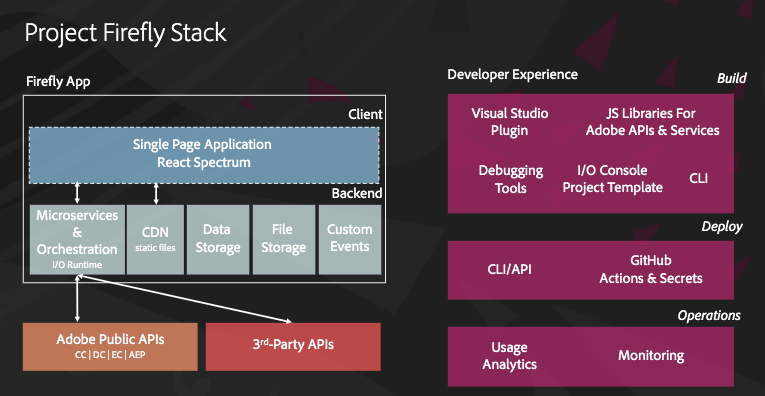 Project Firefly Stack
Firefly App
Client
Single Page Application
React Spectrum
Backend
Microservices
&
Orchestration
I/O Runtime
CDN
static files
Data
Storage
File
Storage
Custom
Events
Adobe Public APIs
CC | DC | EC | AEP
3rd-Party APIs
Developer Experience
Build
Visual Studio
Plugin
JS Libraries For
Adobe APIs & Services
Debugging
Tools
I/O Console
Project Template
CLI
Deploy
CLI/API
GitHub
Actions & Secrets
Operations
Usage
Analytics
Monitoring